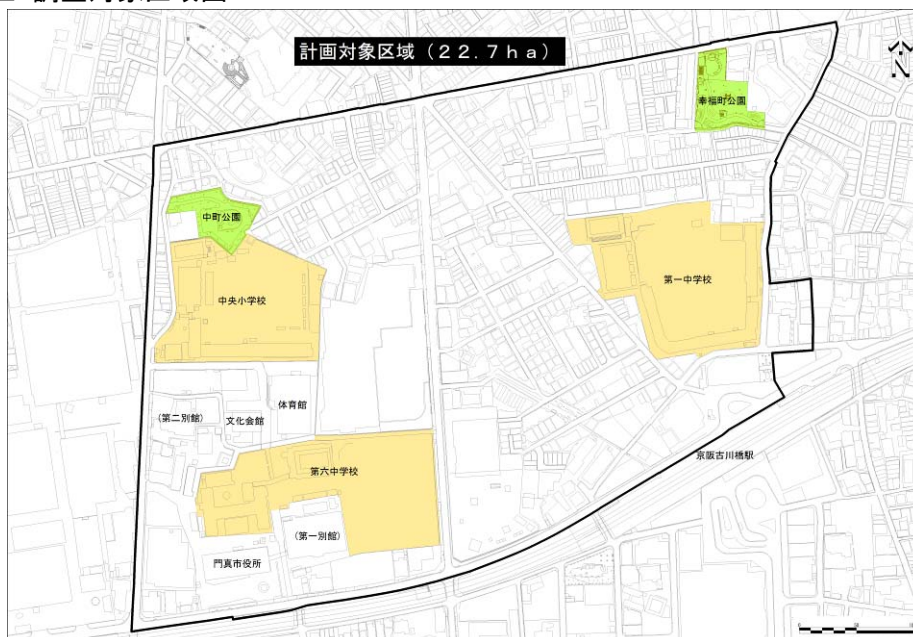 計画対象区域（２２．７ｈａ）
幸福町公園
中町公園
中央小学校
第一中学校
(第二別館)
文化会館
体育館
第六中学校
京阪古川橋駅
(第一別館)
門真市役所